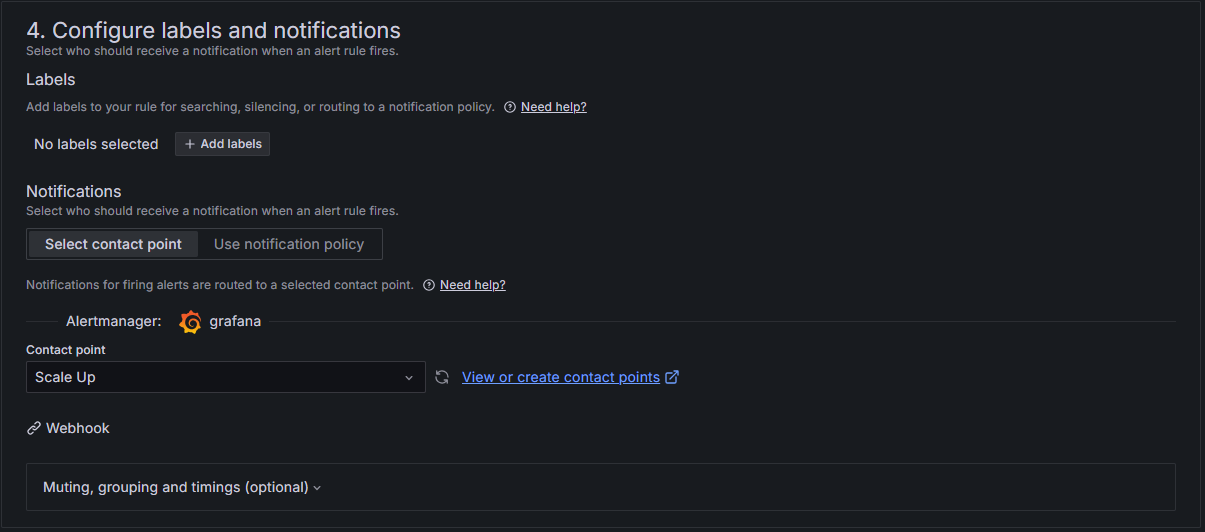 4. Configure labels and notifications
Select who should receive a notification when an alert rule fires.
Labels
Add labels to your rule for searching, silencing, or routing to a notification policy. Need help?
No labels selected + Add labels
Notifications
Select who should receive a notification when an alert rule fires.
Select contact point Use notification policy
Notifications for firing alerts are routed to a selected contact point. Need help?
Alertmanager: grafana
Contact point
Scale Up View or create contact points
Webhook
Muting, grouping and timings (optional)